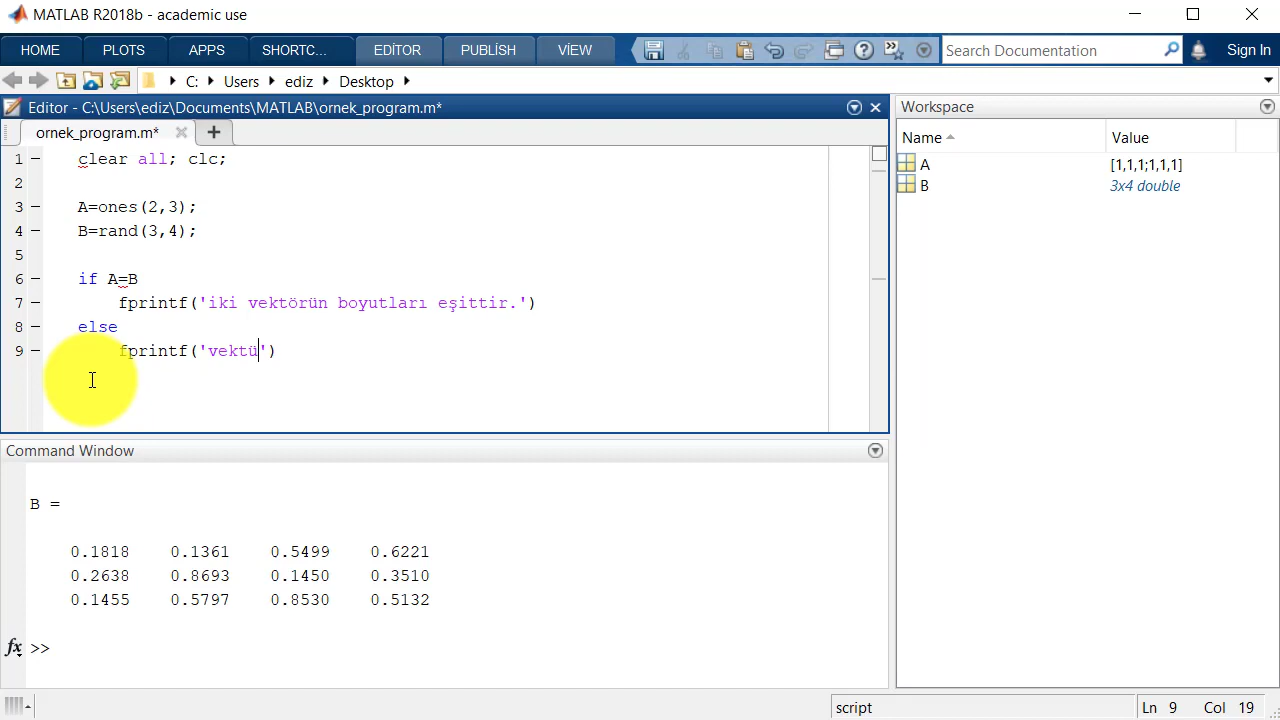 MATLAB R2018b - academic use
HOME PLOTS APPS SHORTC... EDİTOR PUBLİSH VİEW Search Documentation Sign In
C: Users ediz Desktop
Editor - C:\Users\ediz\Documents\MATLAB\ornek_program.m* Workspace
ornek_program.m* + Name Value
1 clear all; clc;
A [1,1,1;1,1,1]
2
B 3x4 double
3 A=ones(2,3);
4 B=rand(3,4);
5
6 if A=B
7 fprintf('iki vektörün boyutları eşittir.')
8 else
9 fprintf('vektü')
Command Window
B =
0.1818 0.1361 0.5499 0.6221
0.2638 0.8693 0.1450 0.3510
0.1455 0.5797 0.8530 0.5132
fx >>
script Ln 9 Col 19